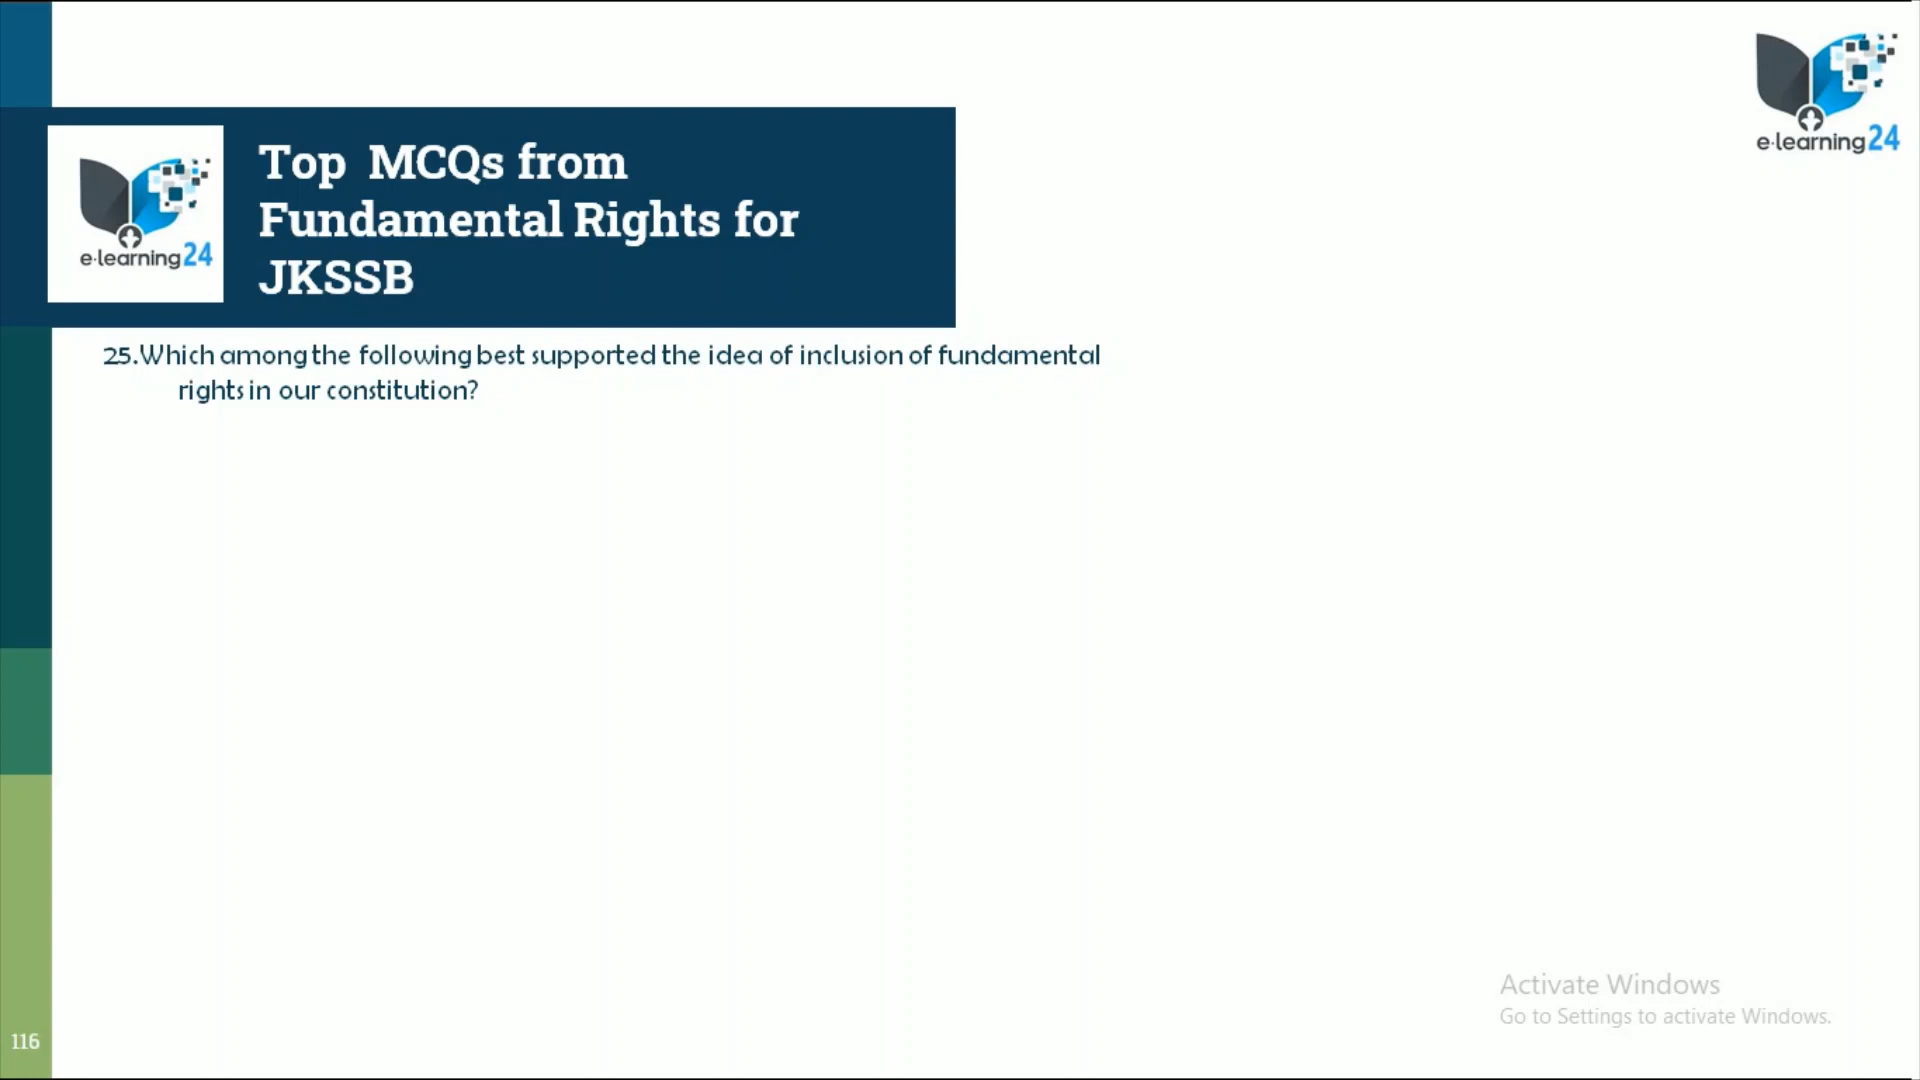 e-learning24
Top MCQs from
Fundamental Rights for
JKSSB
e-learning24
25.Which among the following best supported the idea of inclusion of fundamental
rights in our constitution?
Activate Windows
Go to Settings to activate Windows.
116